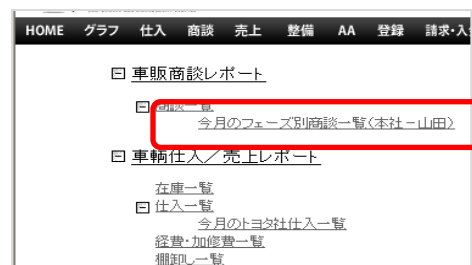 HOME グラフ 仕入 商談 売上 整備 AA 登録 請求・入
車販商談レポート
商談一覧
今月のフェーズ別商談一覧(本社-山田)
車輌仕入/売上レポート
在庫一覧
仕入一覧
今月のトヨタ社仕入一覧
経費・加修費一覧
棚卸し一覧